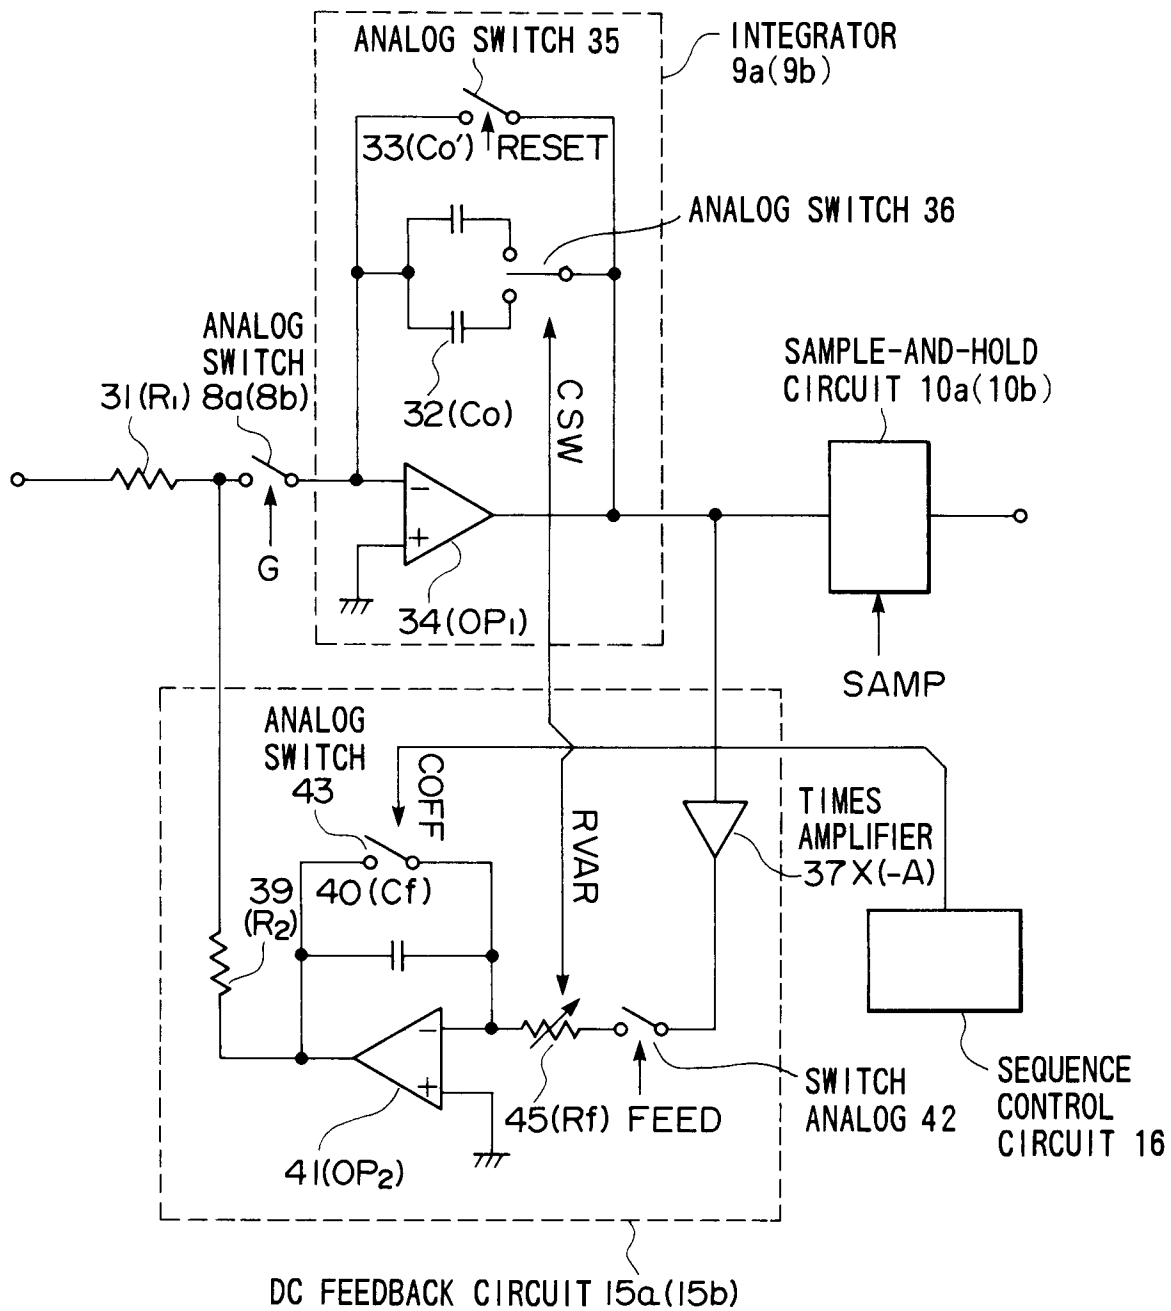 ANALOG SWITCH 35
INTEGRATOR
9a(9b)
33(Co')
RESET
ANALOG SWITCH 36
ANALOG
SWITCH
31(R1) 8a(8b)
32(Co)
CSW
SAMPLE-AND-HOLD
CIRCUIT 10a(10b)
−
+
G
34(OP1)
SAMP
ANALOG
SWITCH
43
COFF
RVAR
TIMES
AMPLIFIER
37X(-A)
39
(R2)
40(Cf)
−
+
45(Rf)
FEED
SWITCH
ANALOG 42
SEQUENCE
CONTROL
CIRCUIT 16
41(OP2)
DC FEEDBACK CIRCUIT 15a(15b)